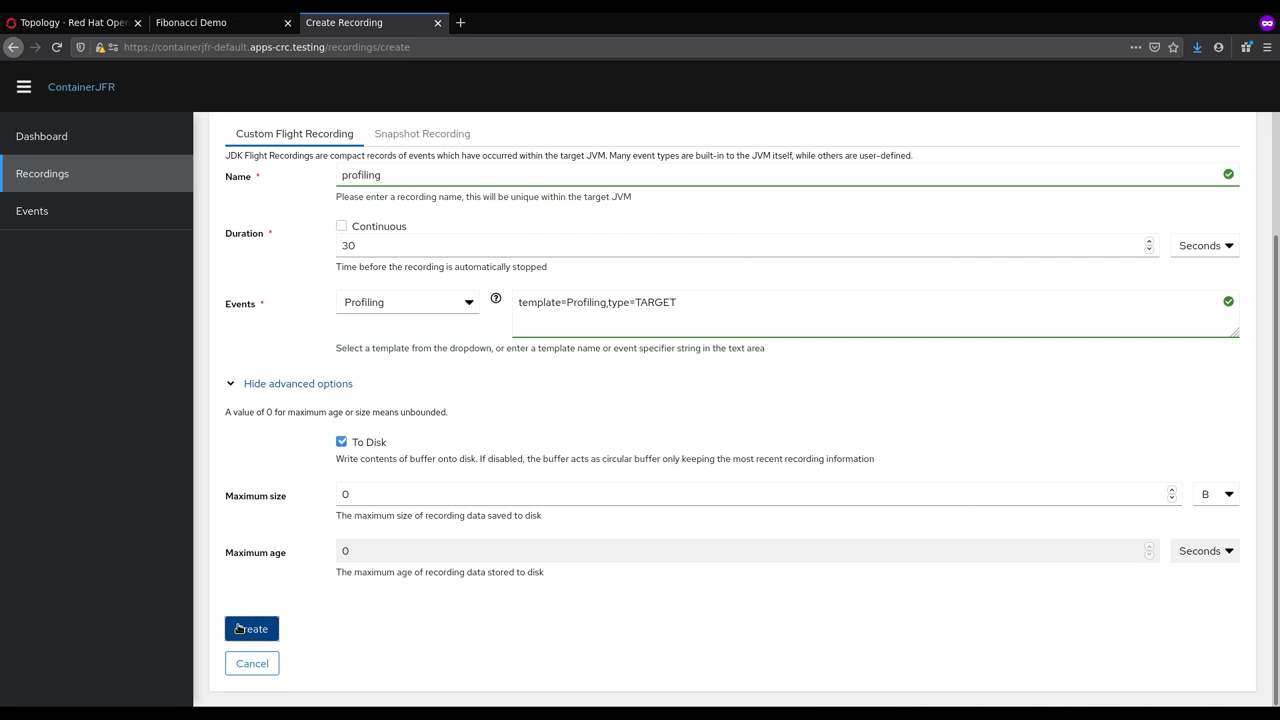 Topology - Red Hat Open
Fibonacci Demo
Create Recording
https://containerjfr-default.apps-crc.testing/recordings/create
ContainerJFR
Dashboard
Recordings
Events
Custom Flight Recording
Snapshot Recording
JDK Flight Recordings are compact records of events which have occurred within the target JVM. Many event types are built-in to the JVM itself, while others are user-defined.
Name *
profiling
Please enter a recording name, this will be unique within the target JVM
Duration *
Continuous
30
Seconds
Time before the recording is automatically stopped
Events *
Profiling
template=Profiling,type=TARGET
Select a template from the dropdown, or enter a template name or event specifier string in the text area
Hide advanced options
A value of 0 for maximum age or size means unbounded.
To Disk
Write contents of buffer onto disk. If disabled, the buffer acts as circular buffer only keeping the most recent recording information
Maximum size
0
B
The maximum size of recording data saved to disk
Maximum age
0
Seconds
The maximum age of recording data stored to disk
Create
Cancel